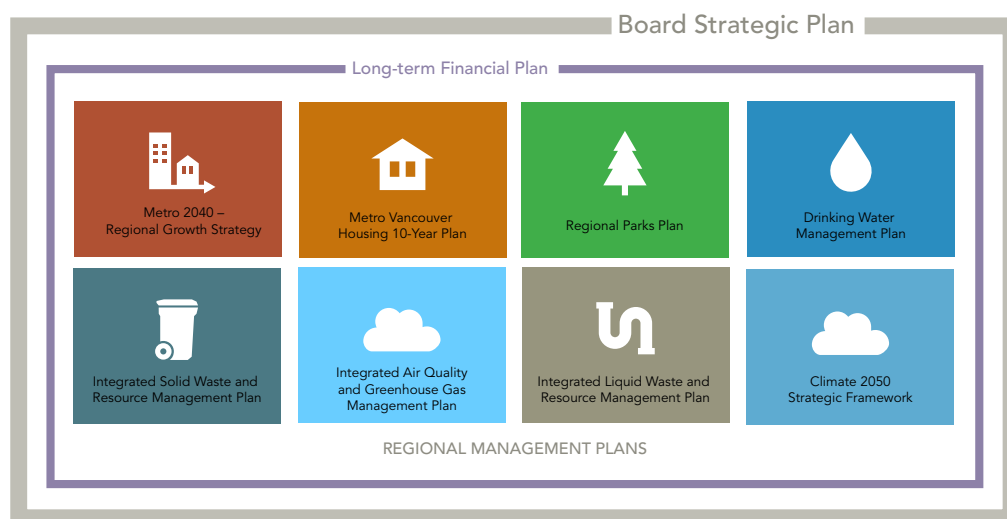 Board Strategic Plan
Long-term Financial Plan
Metro 2040 –
Regional Growth Strategy
Metro Vancouver
Housing 10-Year Plan
Regional Parks Plan
Drinking Water
Management Plan
Integrated Solid Waste and
Resource Management Plan
Integrated Air Quality
and Greenhouse Gas
Management Plan
Integrated Liquid Waste and
Resource Management Plan
Climate 2050
Strategic Framework
REGIONAL MANAGEMENT PLANS